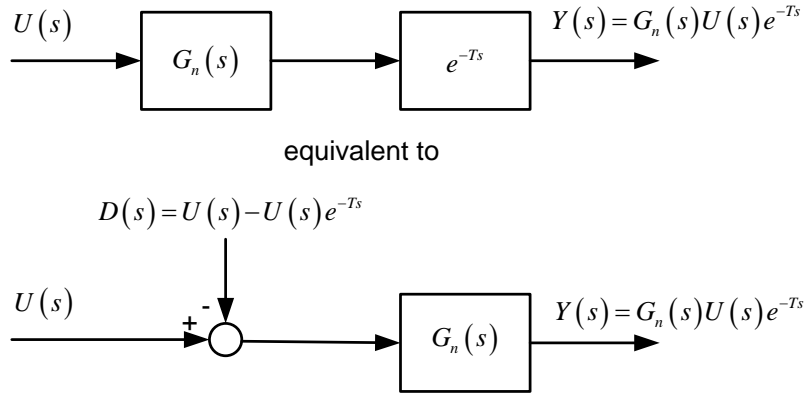 U(s)
G_n(s)
e^{-Ts}
Y(s)=G_n(s)U(s)e^{-Ts}
equivalent to
D(s)=U(s)-U(s)e^{-Ts}
U(s)
+
-
G_n(s)
Y(s)=G_n(s)U(s)e^{-Ts}